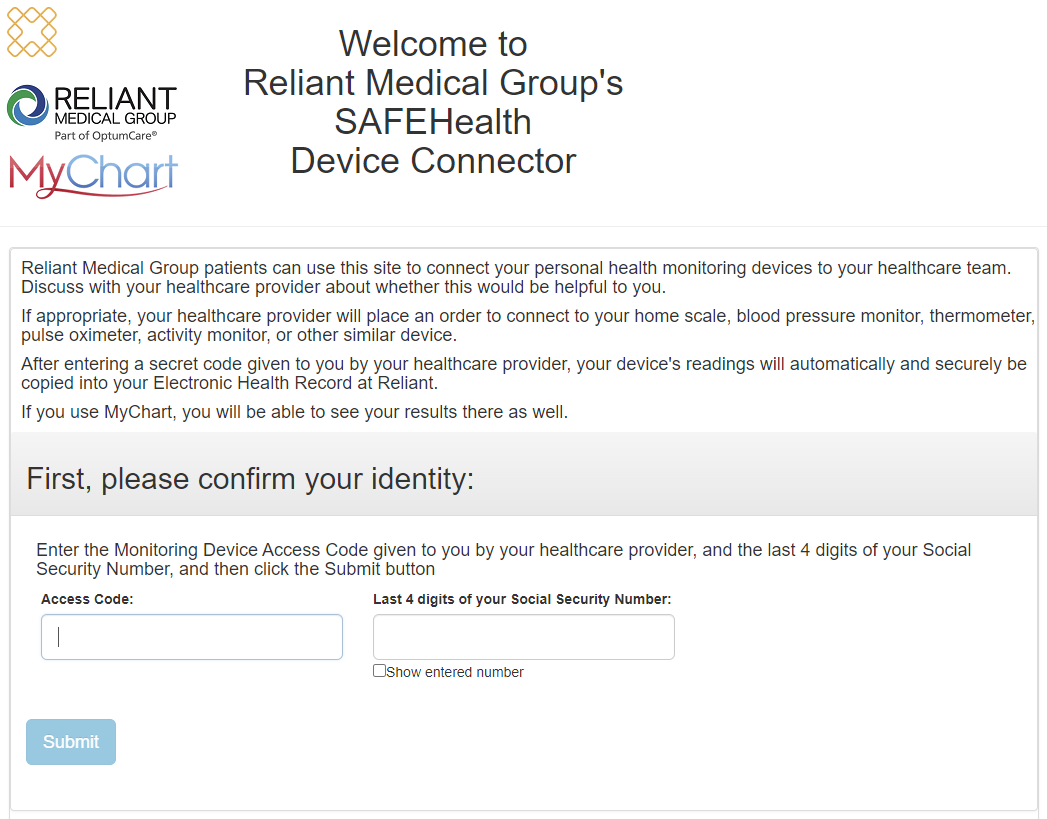 RELIANT
MEDICAL GROUP
Part of OptumCare®
MyChart
Welcome to
Reliant Medical Group's
SAFEHealth
Device Connector
Reliant Medical Group patients can use this site to connect your personal health monitoring devices to your healthcare team.
Discuss with your healthcare provider about whether this would be helpful to you.
If appropriate, your healthcare provider will place an order to connect to your home scale, blood pressure monitor, thermometer,
pulse oximeter, activity monitor, or other similar device.
After entering a secret code given to you by your healthcare provider, your device's readings will automatically and securely be
copied into your Electronic Health Record at Reliant.
If you use MyChart, you will be able to see your results there as well.
First, please confirm your identity:
Enter the Monitoring Device Access Code given to you by your healthcare provider, and the last 4 digits of your Social
Security Number, and then click the Submit button
Access Code:
Last 4 digits of your Social Security Number:
Show entered number
Submit